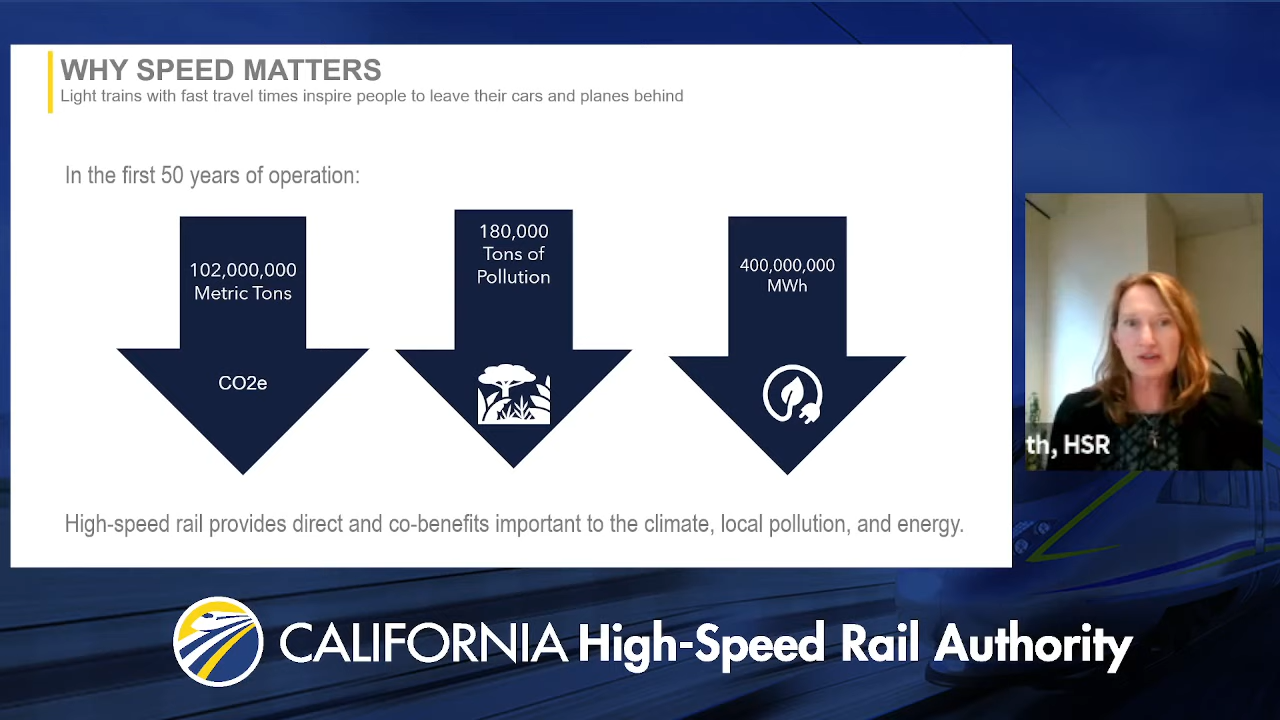 WHY SPEED MATTERS
Light trains with fast travel times inspire people to leave their cars and planes behind
In the first 50 years of operation:
102,000,000
Metric Tons
CO2e
180,000
Tons of
Pollution
400,000,000
MWh
th, HSR
High-speed rail provides direct and co-benefits important to the climate, local pollution, and energy.
CALIFORNIA High-Speed Rail Authority